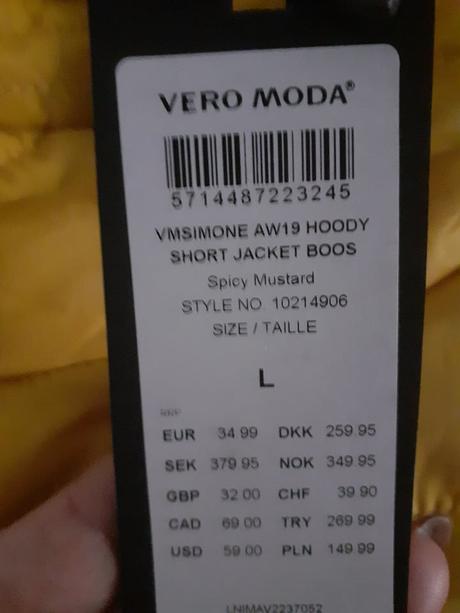 VERO MODA®
5714487223245
VMSIMONE AW19 HOODY
SHORT JACKET BOOS
Spicy Mustard
STYLE NO 10214906
SIZE / TAILLE
L
RRP
EUR 34.99 DKK 259.95
SEK 379.95 NOK 349.95
GBP 32.00 CHF 39.90
CAD 69.00 TRY 269.99
USD 59.00 PLN 149.99
LNIMAV2237052